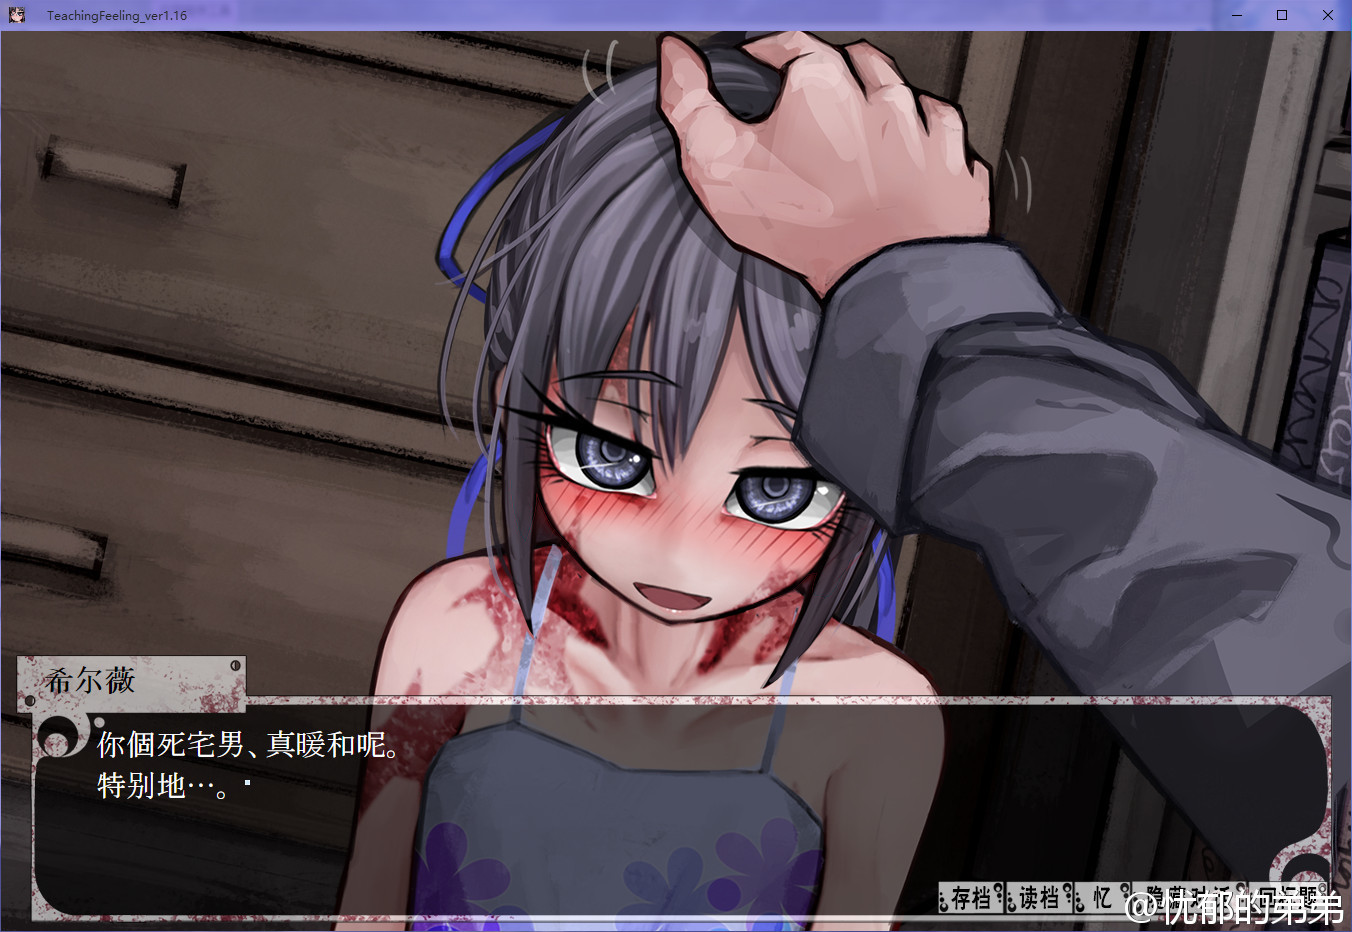 TeachingFeeling_ver1.16
希尔薇
你個死宅男、真暖和呢。
特别地…。
存档 读档 忆
@忧郁的弟弟